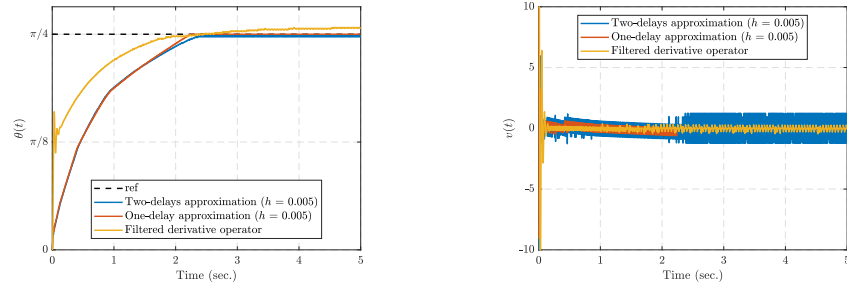 π/4
π/8
0
θ(t)
ref
Two-delays approximation (h = 0.005)
One-delay approximation (h = 0.005)
Filtered derivative operator
0 1 2 3 4 5
Time (sec.)
10
5
0
-5
-10
v(t)
Two-delays approximation (h = 0.005)
One-delay approximation (h = 0.005)
Filtered derivative operator
0 1 2 3 4 5
Time (sec.)